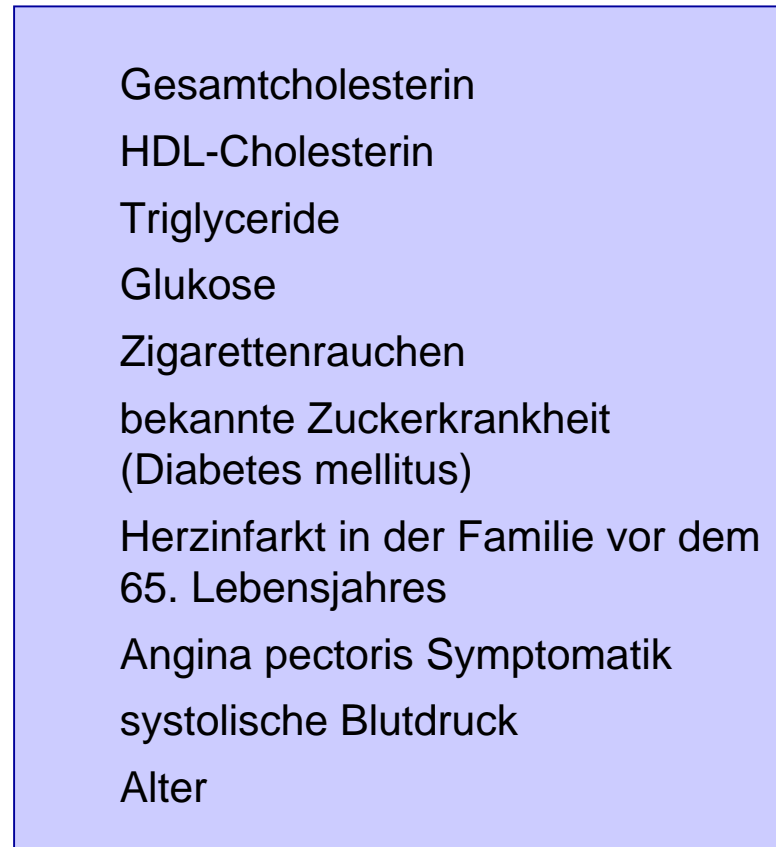 Gesamtcholesterin
HDL-Cholesterin
Triglyceride
Glukose
Zigarettenrauchen
bekannte Zuckerkrankheit
(Diabetes mellitus)
Herzinfarkt in der Familie vor dem
65. Lebensjahres
Angina pectoris Symptomatik
systolische Blutdruck
Alter